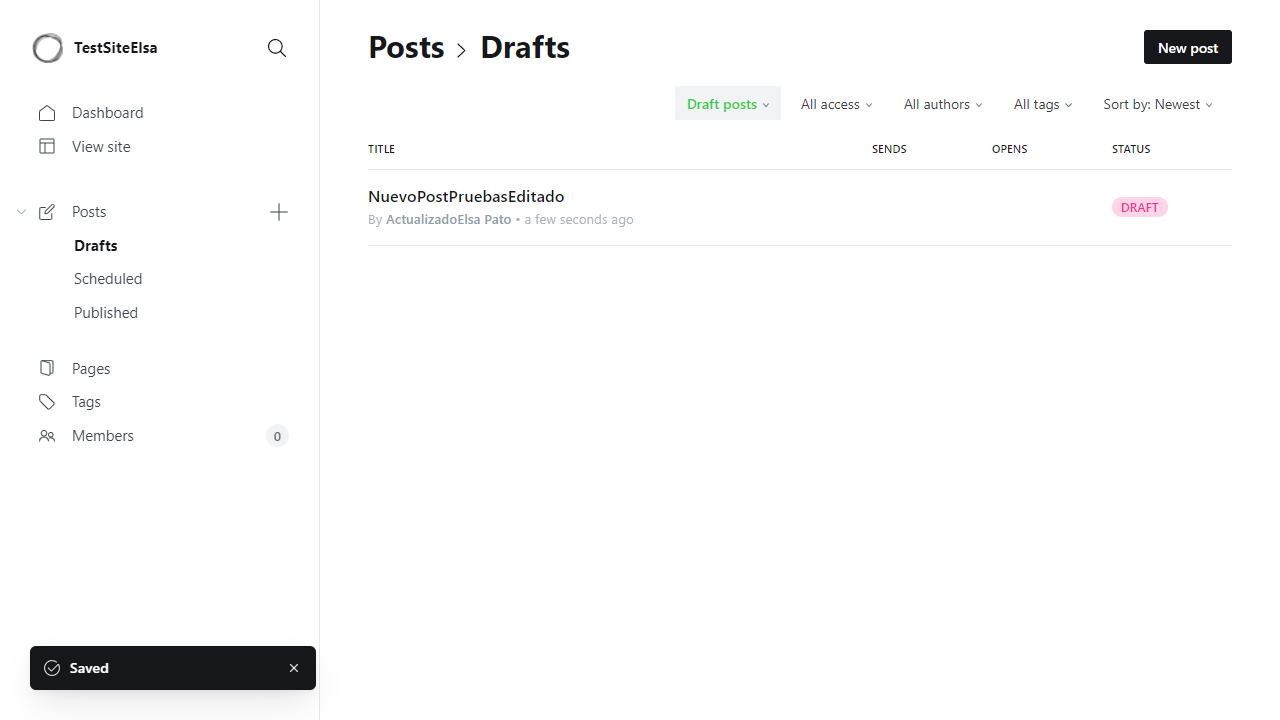 TestSiteElsa
Dashboard
View site
Posts
Drafts
Scheduled
Published
Pages
Tags
Members
0
Saved
Posts > Drafts
New post
Draft posts
All access
All authors
All tags
Sort by: Newest
TITLE
SENDS
OPENS
STATUS
NuevoPostPruebasEditado
By ActualizadoElsa Pato • a few seconds ago
DRAFT